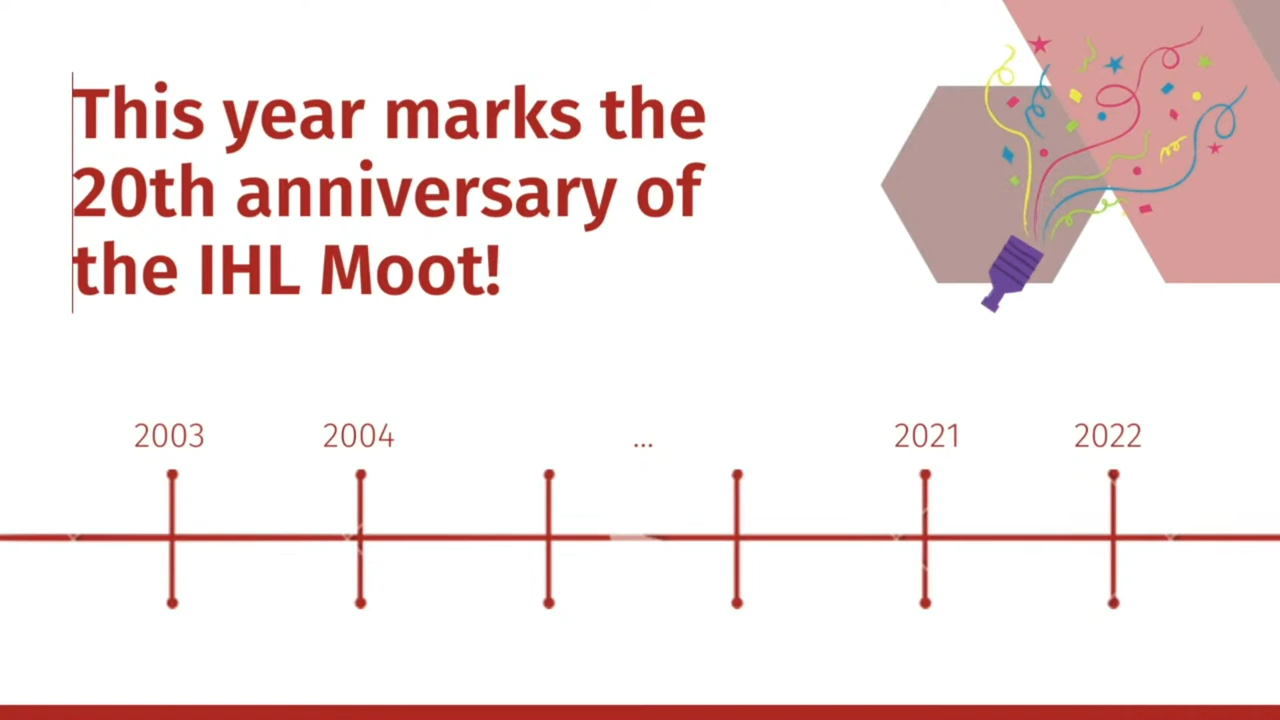 This year marks the
20th anniversary of
the IHL Moot!
2003 2004 ... 2021 2022